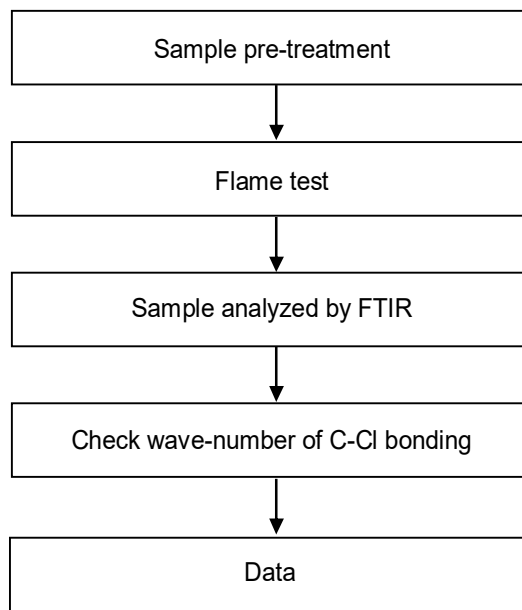 Sample pre-treatment
Flame test
Sample analyzed by FTIR
Check wave-number of C-Cl bonding
Data